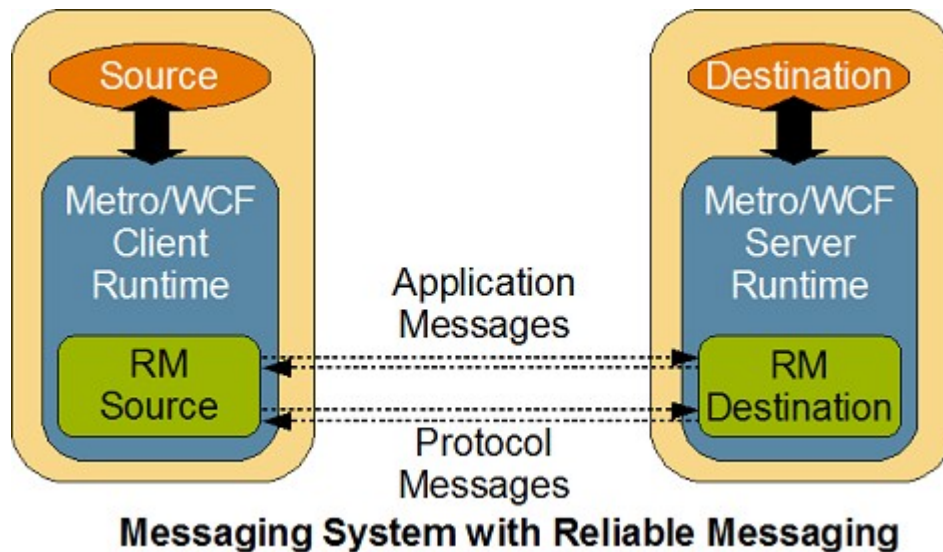 Source
Metro/WCF
Client
Runtime
RM
Source
Application
Messages
Protocol
Messages
Destination
Metro/WCF
Server
Runtime
RM
Destination
Messaging System with Reliable Messaging